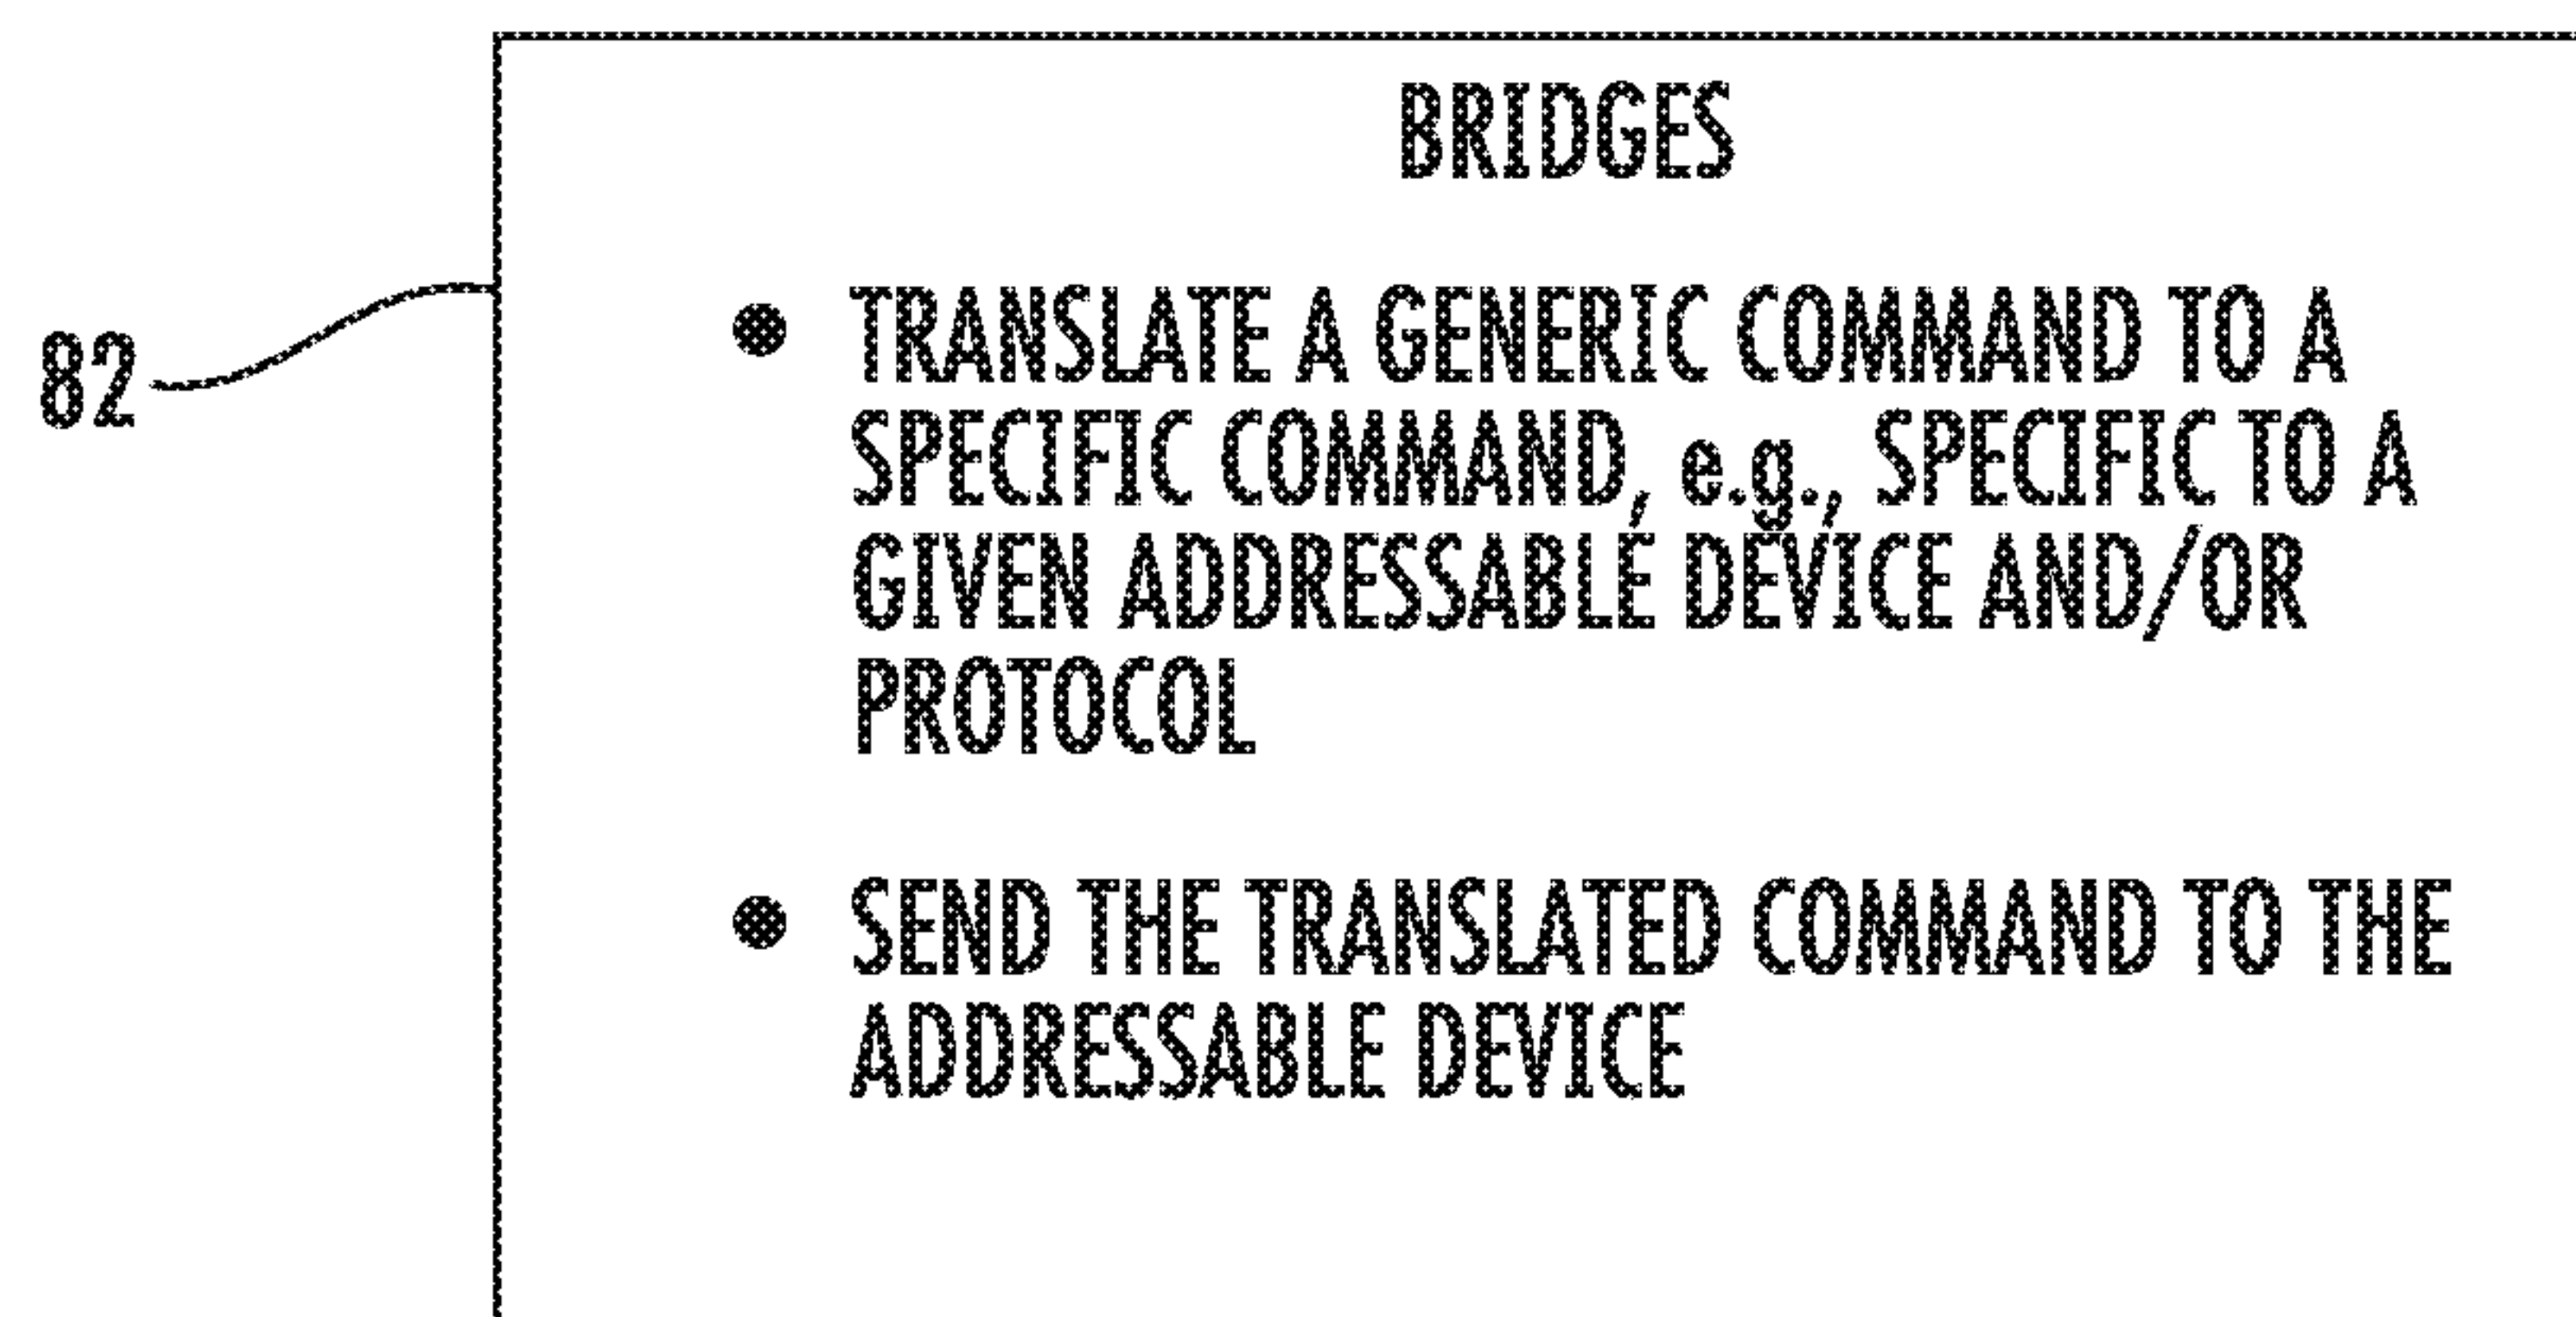 BRIDGES
82
• TRANSLATE A GENERIC COMMAND TO A
SPECIFIC COMMAND, e.g., SPECIFIC TO A
GIVEN ADDRESSABLE DEVICE AND/OR
PROTOCOL
• SEND THE TRANSLATED COMMAND TO THE
ADDRESSABLE DEVICE